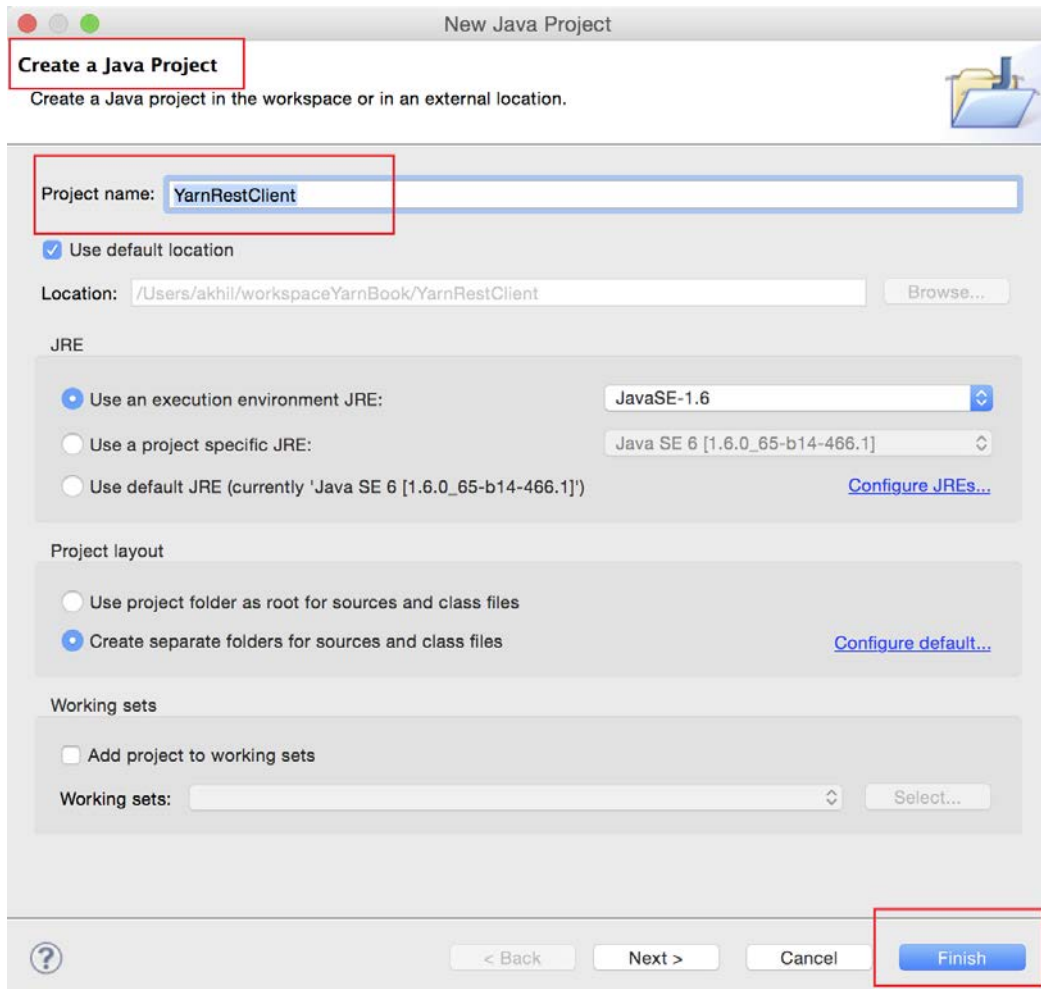 New Java Project
Create a Java Project
Create a Java project in the workspace or in an external location.
Project name: YarnRestClient
Use default location
Location: /Users/akhil/workspaceYarnBook/YarnRestClient Browse...
JRE
Use an execution environment JRE: JavaSE-1.6
Use a project specific JRE: Java SE 6 [1.6.0_65-b14-466.1]
Use default JRE (currently 'Java SE 6 [1.6.0_65-b14-466.1]') Configure JREs...
Project layout
Use project folder as root for sources and class files
Create separate folders for sources and class files Configure default...
Working sets
Add project to working sets
Working sets: Select...
? < Back Next > Cancel Finish